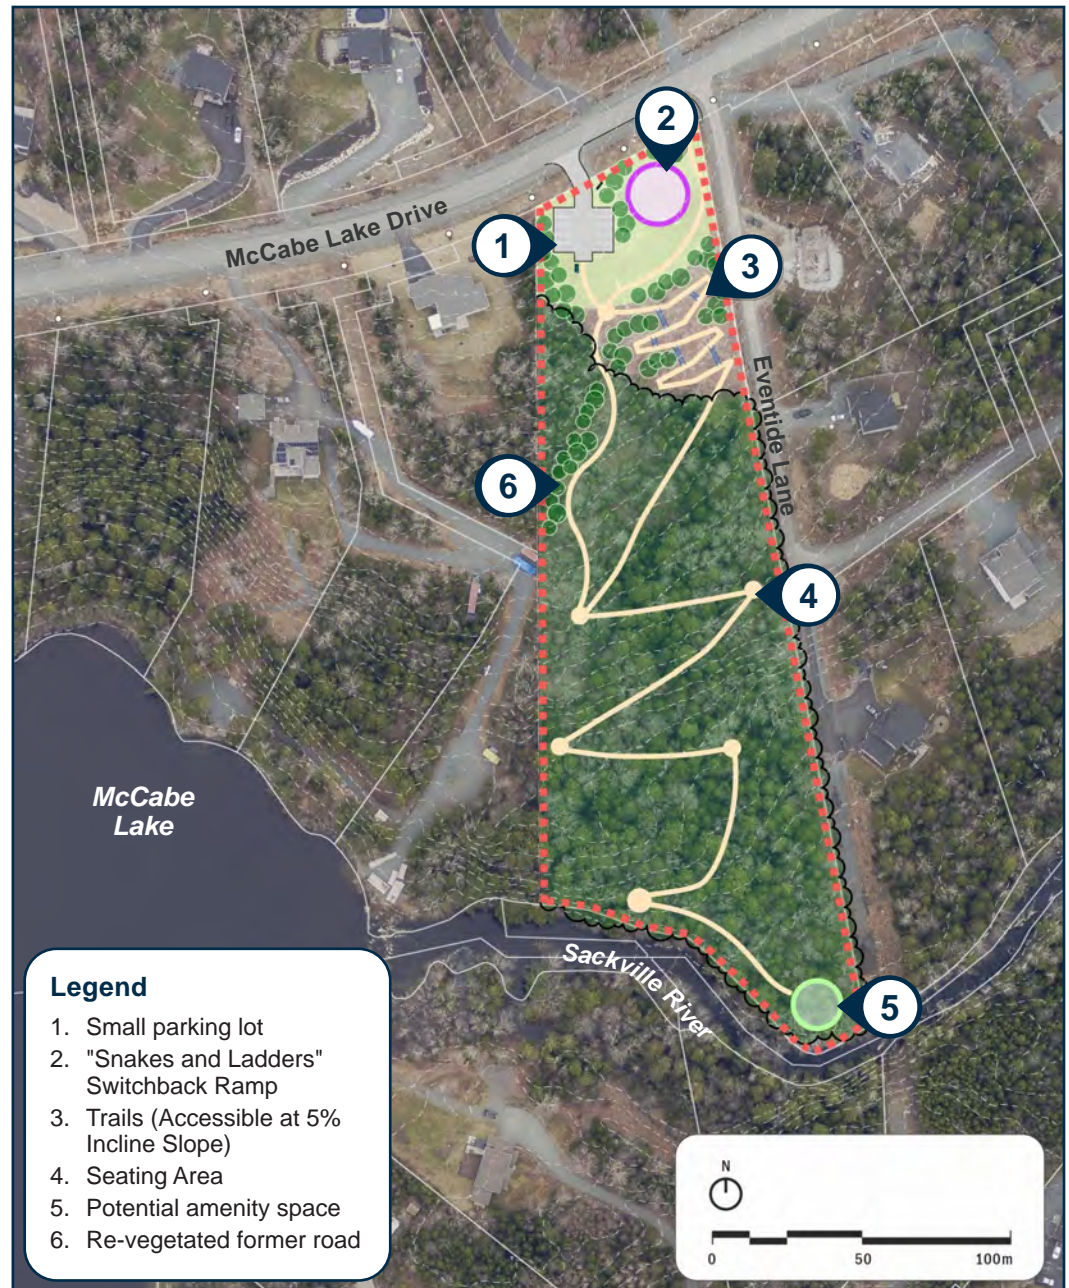 2
McCabe Lake Drive
1
3
Eventide Lane
6
4
McCabe
Lake
Sackville River
5
Legend
1. Small parking lot
2. "Snakes and Ladders"
Switchback Ramp
3. Trails (Accessible at 5%
Incline Slope)
4. Seating Area
5. Potential amenity space
6. Re-vegetated former road
N
0 50 100m